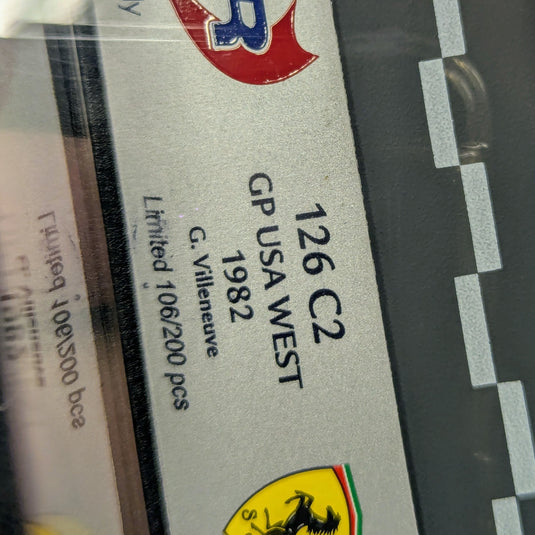 126 C2
GP USA WEST
1982
G. Villeneuve
Limited 106/200 pcs
R
S